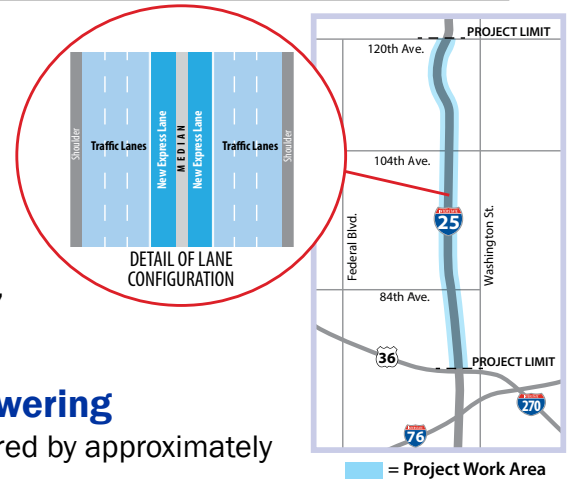 PROJECT LIMIT
120th Ave.
Shoulder
Traffic Lanes
New Express Lane
MEDIAN
New Express Lane
Traffic Lanes
Shoulder
DETAIL OF LANE
CONFIGURATION
104th Ave.
25
Federal Blvd.
Washington St.
84th Ave.
36
PROJECT LIMIT
270
76
= Project Work Area
,
wering
red by approximately